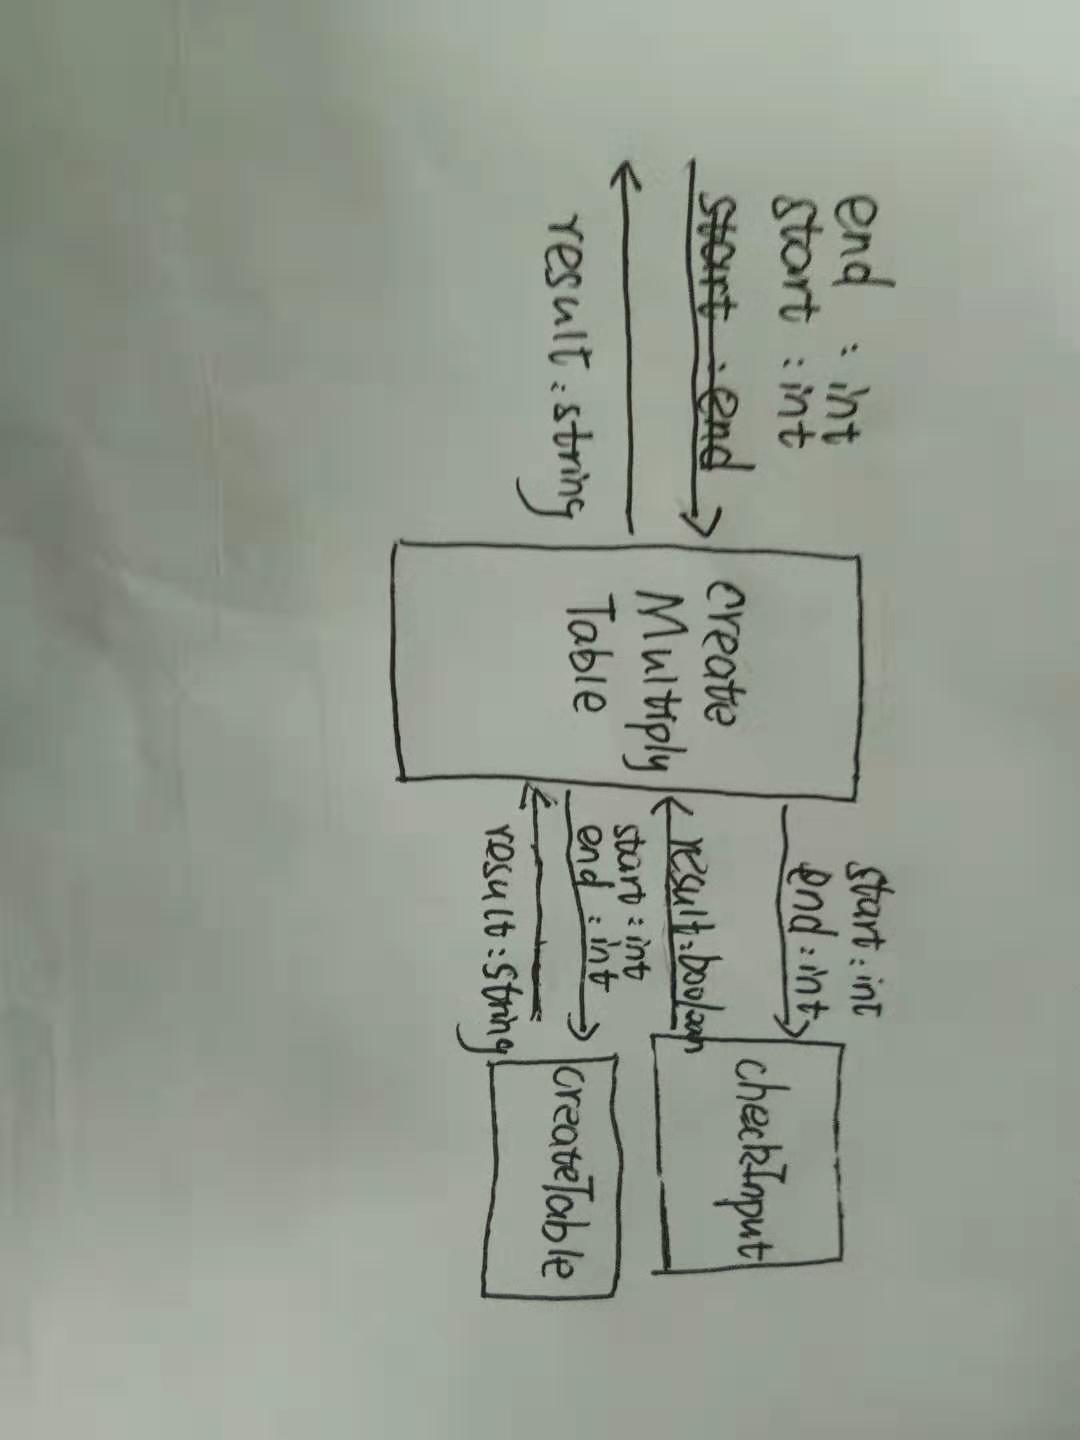 end : int
start : int
start : end
result : string
create
Multiply
Table
start : int
end : int
result : boolean
start : int
end : int
result : string
checkInput
createTable